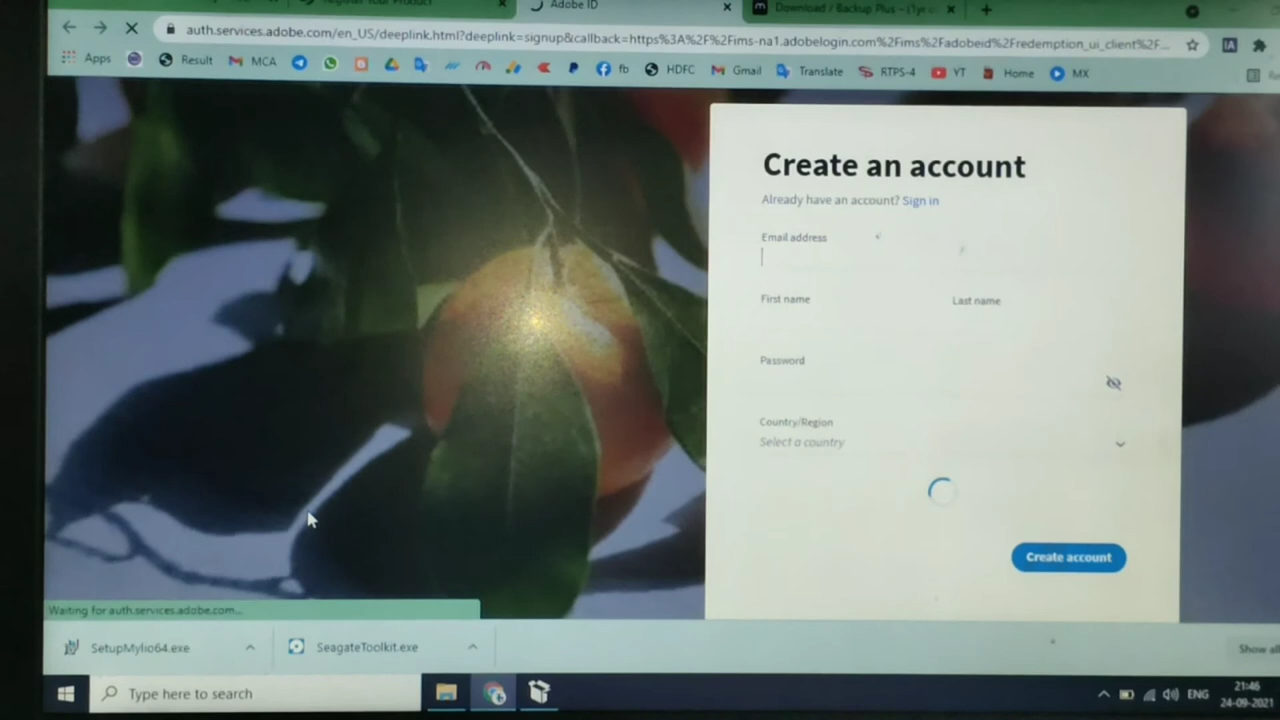 Adobe ID
Download / Backup Plus – (1yr
auth.services.adobe.com/en_US/deeplink.html?deeplink=signup&callback=https%3A%2F%2Fims-na1.adobelogin.com%2Fims%2Fadobeid%2Fredemption_ui_client%2F...
Apps Result MCA fb HDFC Gmail Translate RTPS-4 YT Home MX
Create an account
Already have an account? Sign in
Email address
First name Last name
Password
Country/Region
Select a country
Create account
Waiting for auth.services.adobe.com...
SetupMylio64.exe SeagateToolkit.exe Show all
Type here to search ENG 21:46
24-09-2021